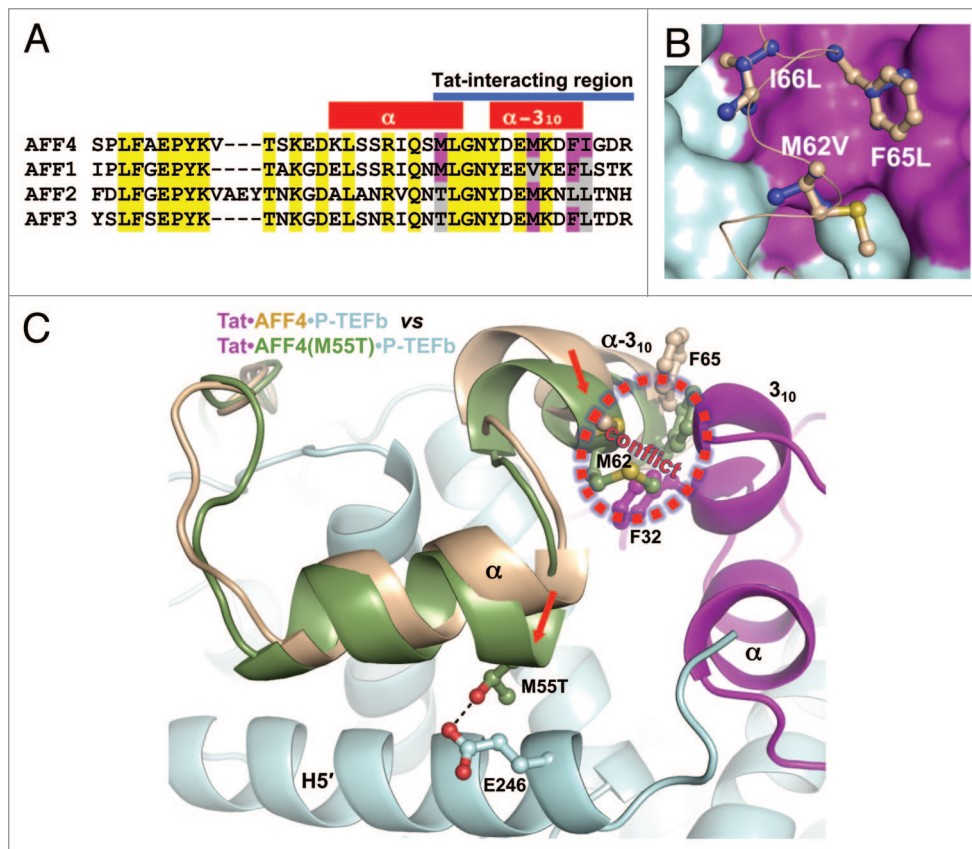 A
Tat-interacting region
α
α-3₁₀
AFF4 SPLFAEPYKV---TSKEDKLSSRIQSMLGNYDEMKDFIGDR
AFF1 IPLFGEPYK----TAKGDELSSRIQNMLGNYEEVKEFLSTK
AFF2 FDLFGEPYKVAEYTNKGDALANRVQNTLGNYDEMKNLLTNH
AFF3 YSLFSEPYK----TNKGDELSNRIQNTLGNYDEMKDFLTDR
B
I66L
M62V
F65L
C
Tat•AFF4•P-TEFb vs
Tat•AFF4(M55T)•P-TEFb
α-3₁₀
F65
3₁₀
conflict
M62
F32
α
α
M55T
H5′
E246